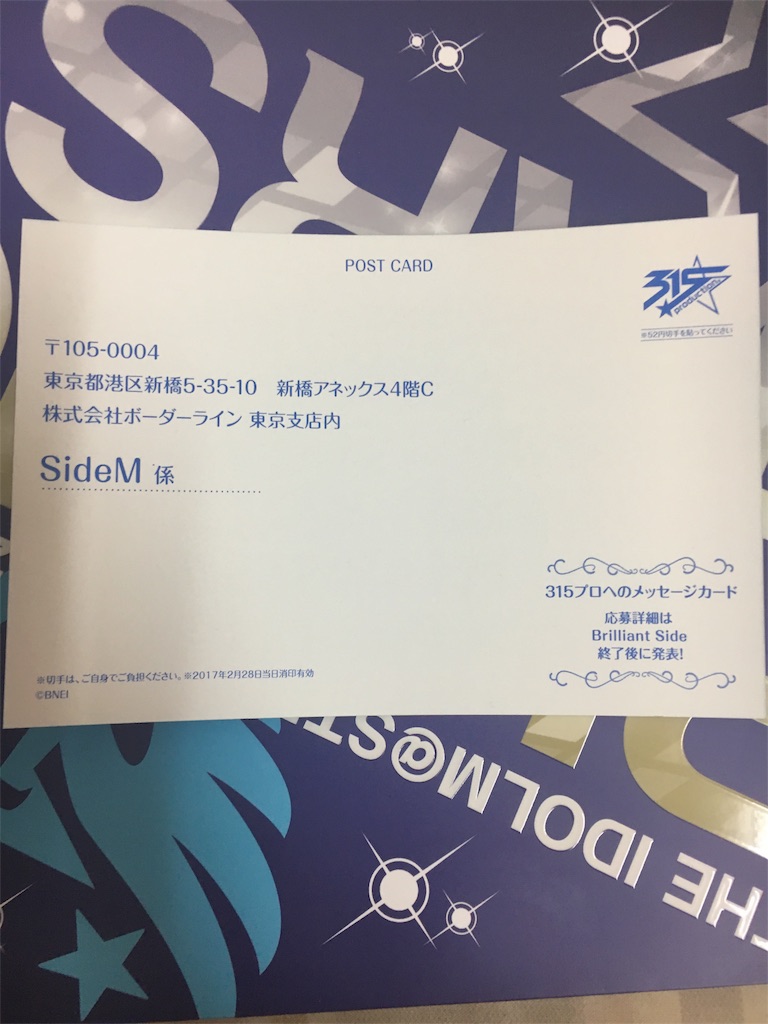 POST CARD
315
production
※52円切手を貼ってください
〒105-0004
東京都港区新橋5-35-10 新橋アネックス4階C
株式会社ボーダーライン 東京支店内
SideM 係
315プロへのメッセージカード
応募詳細は
Brilliant Side
終了後に発表!
※切手は、ご自身でご負担ください。※2017年2月28日当日消印有効
©BNEI
THE IDOLM@ST